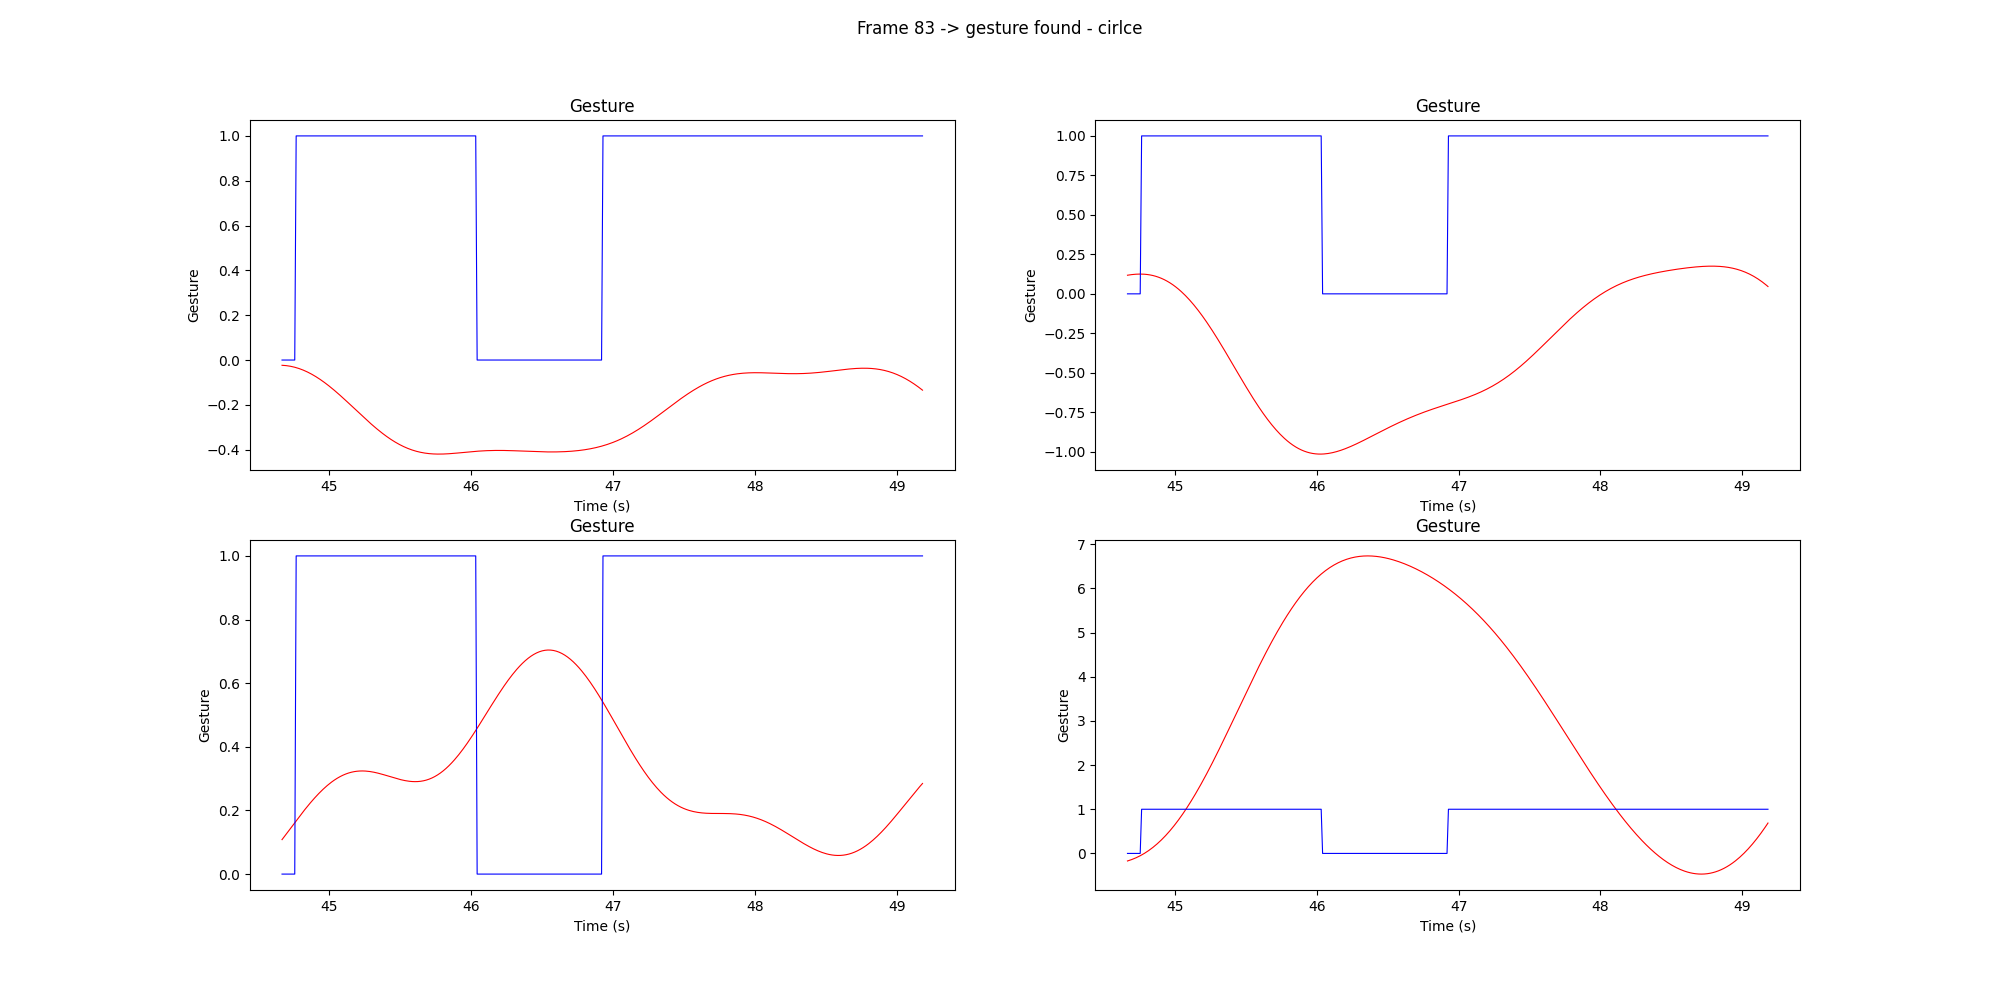 Frame 83 -> gesture found - cirlce
Gesture
1.0
0.8
0.6
0.4
0.2
0.0
−0.2
−0.4
Gesture
45 46 47 48 49
Time (s)
Gesture
1.00
0.75
0.50
0.25
0.00
−0.25
−0.50
−0.75
−1.00
Gesture
45 46 47 48 49
Time (s)
Gesture
1.0
0.8
0.6
0.4
0.2
0.0
Gesture
45 46 47 48 49
Time (s)
Gesture
7
6
5
4
3
2
1
0
Gesture
45 46 47 48 49
Time (s)